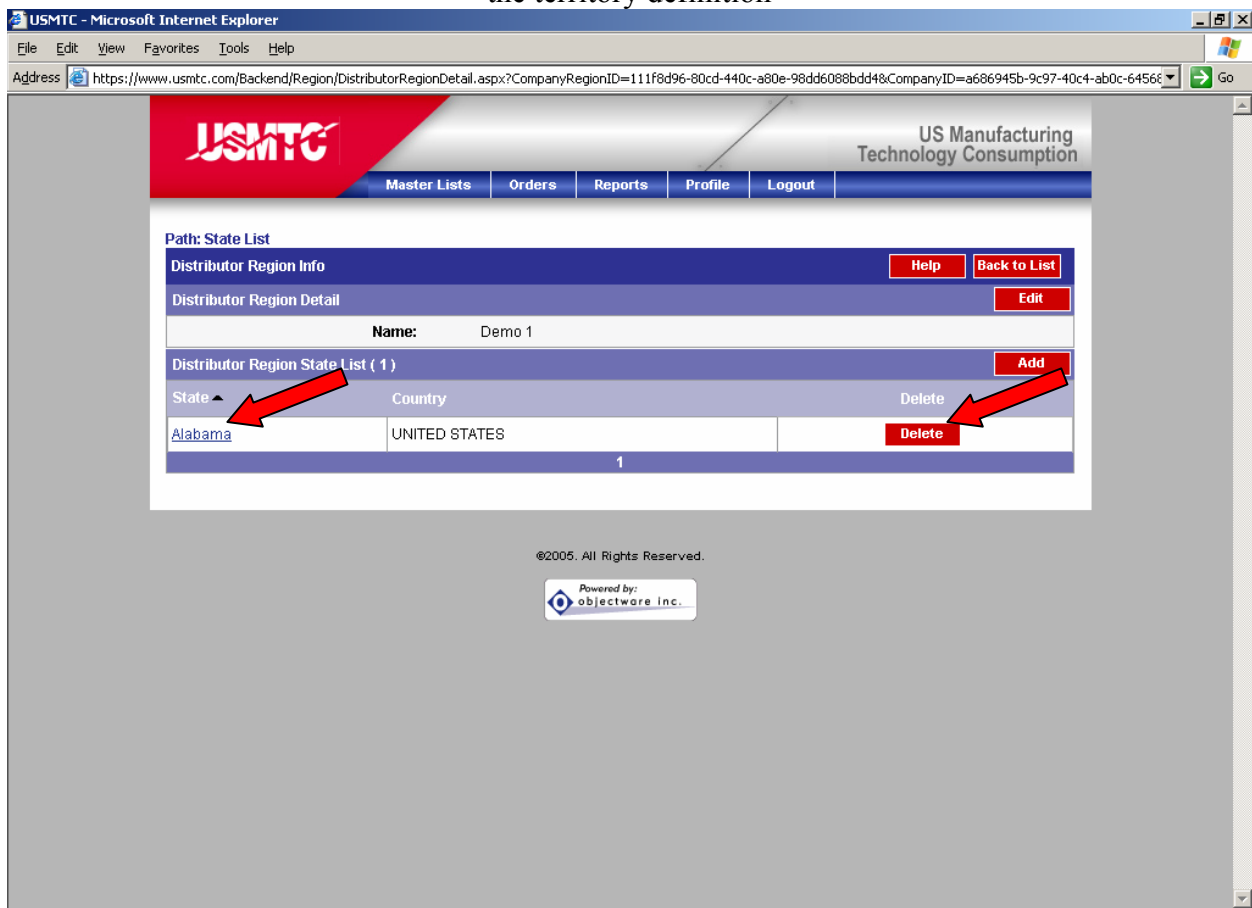 the territory definition
USMTC - Microsoft Internet Explorer
File Edit View Favorites Tools Help
Address https://www.usmtc.com/Backend/Region/DistributorRegionDetail.aspx?CompanyRegionID=111f8d96-80cd-440c-a80e-98dd6088bdd4&CompanyID=a686945b-9c97-40c4-ab0c-64568 Go
USMTC
US Manufacturing
Technology Consumption
Master Lists Orders Reports Profile Logout
Path: State List
Distributor Region Info Help Back to List
Distributor Region Detail Edit
Name: Demo 1
Distributor Region State List ( 1 ) Add
State Country Delete
Alabama UNITED STATES Delete
1
©2005. All Rights Reserved.
Powered by:
objectware inc.